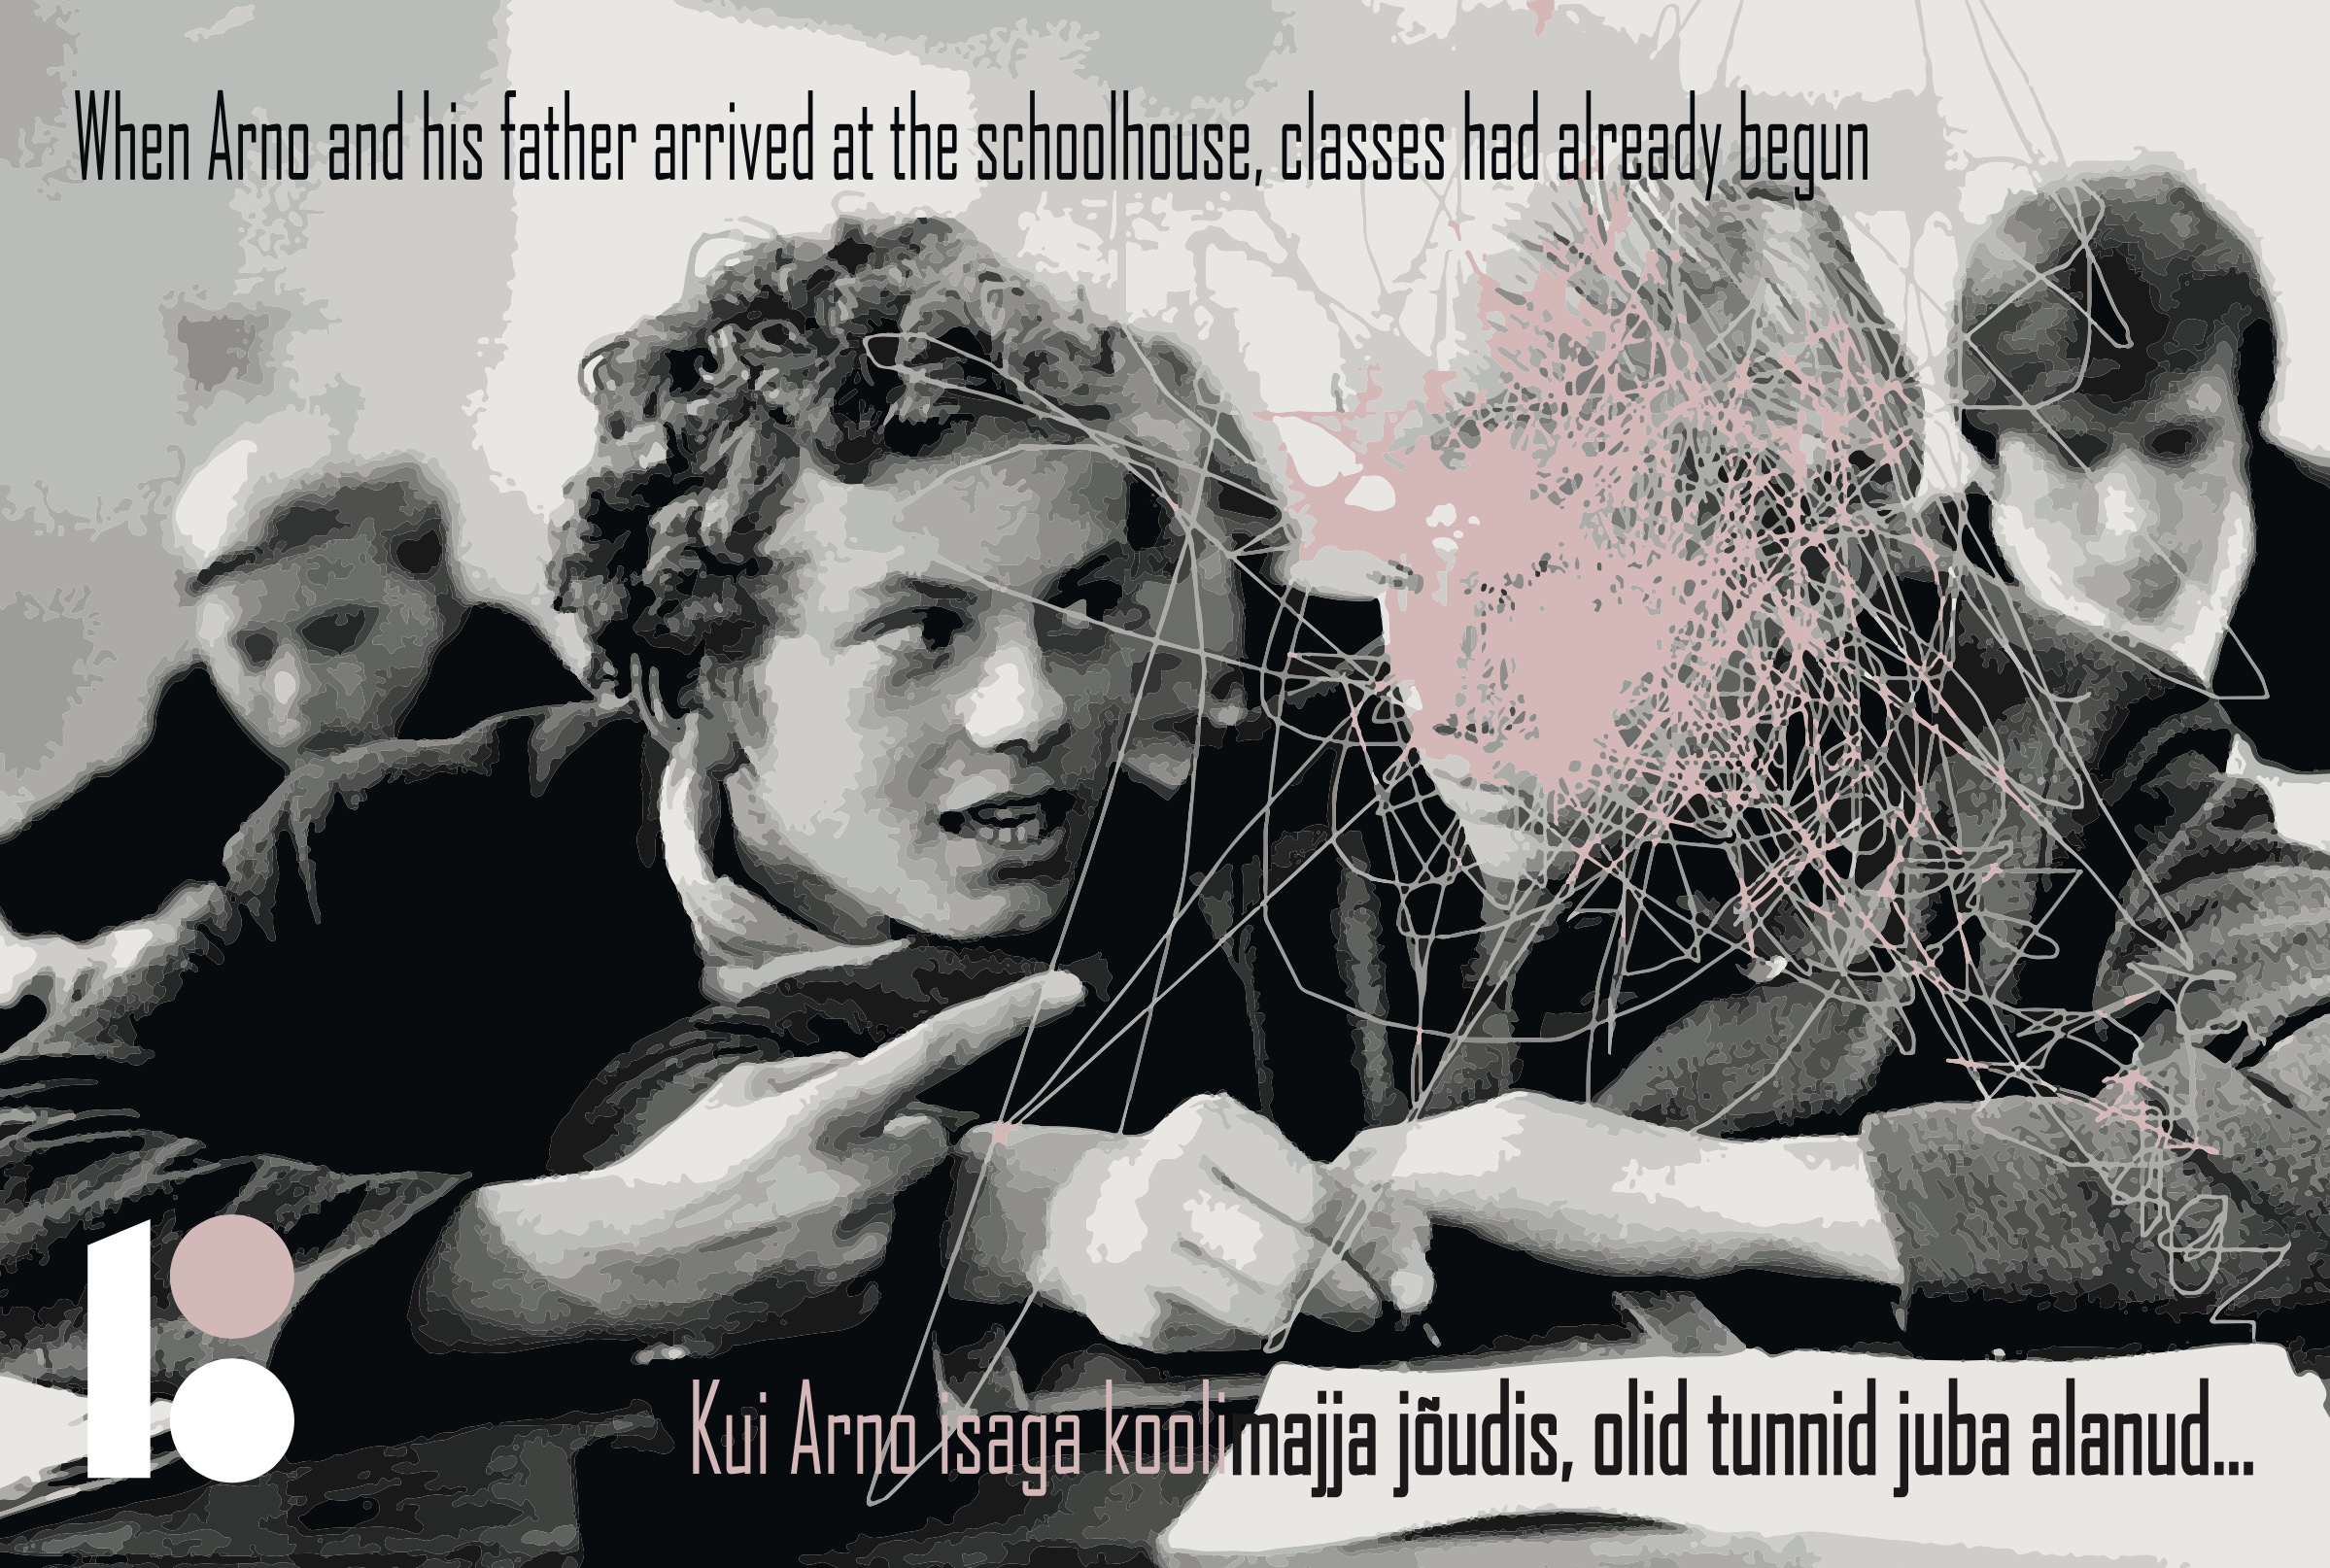 When Arno and his father arrived at the schoolhouse, classes had already begun
Kui Arno isaga koolimajja jõudis, olid tunnid juba alanud...